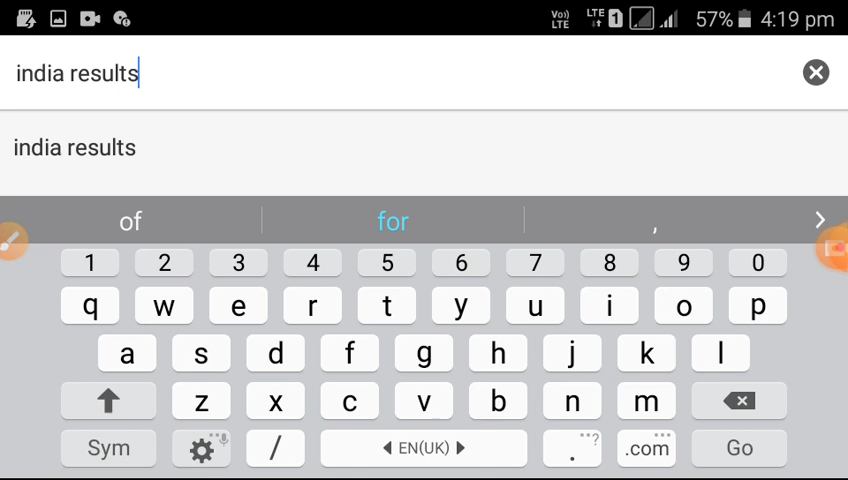 Vo)) LTE LTE 1 57% 4:19 pm
india results
india results
of for ,
1 2 3 4 5 6 7 8 9 0
q w e r t y u i o p
a s d f g h j k l
z x c v b n m
Sym / EN(UK) . ? .com Go